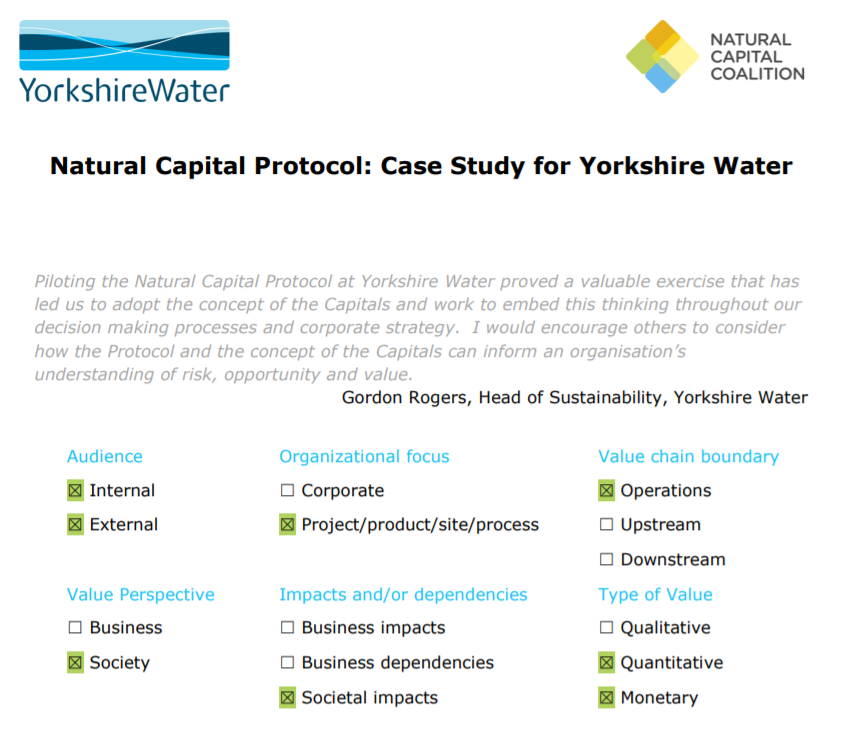 YorkshireWater
NATURAL
CAPITAL
COALITION
Natural Capital Protocol: Case Study for Yorkshire Water
Piloting the Natural Capital Protocol at Yorkshire Water proved a valuable exercise that has
led us to adopt the concept of the Capitals and work to embed this thinking throughout our
decision making processes and corporate strategy.  I would encourage others to consider
how the Protocol and the concept of the Capitals can inform an organisation’s
understanding of risk, opportunity and value.
Gordon Rogers, Head of Sustainability, Yorkshire Water
Audience
☒ Internal
☒ External
Organizational focus
☐ Corporate
☒ Project/product/site/process
Value chain boundary
☒ Operations
☐ Upstream
☐ Downstream
Value Perspective
☐ Business
☒ Society
Impacts and/or dependencies
☐ Business impacts
☐ Business dependencies
☒ Societal impacts
Type of Value
☐ Qualitative
☒ Quantitative
☒ Monetary